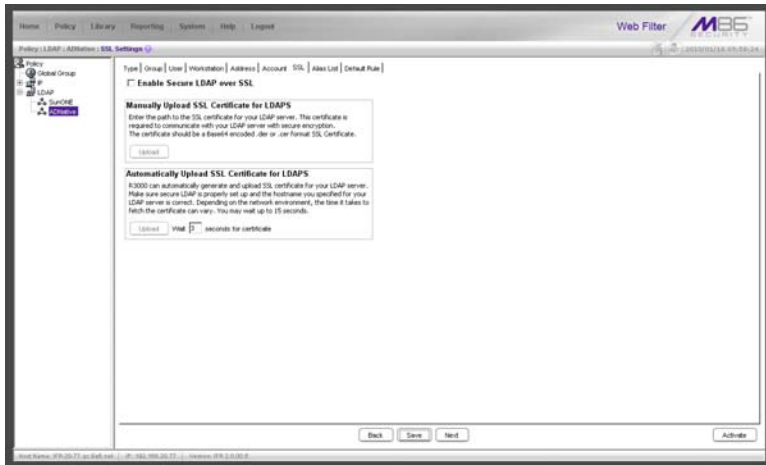 Home Policy Library Reporting System Help Logout
Web Filter
M86
SECURITY
Policy : LDAP : ADNative : SSL Settings
Policy
Global Group
IP
LDAP
SunONE
ADNative
Type | Group | User | Workstation | Address | Account | SSL | Alias List | Default Rule |
Enable Secure LDAP over SSL
Manually Upload SSL Certificate for LDAPS
Enter the path to the SSL certificate for your LDAP server. This certificate is
required to communicate with your LDAP server with secure encryption.
The certificate should be a Base64 encoded .der or .cer format SSL Certificate.
Upload
Automatically Upload SSL Certificate for LDAPS
R3000 can automatically generate and upload SSL certificate for your LDAP server.
Make sure secure LDAP is properly set up and the hostname you specified for your
LDAP server is correct. Depending on the network environment, the time it takes to
fetch the certificate can vary. You may wait up to 15 seconds.
Upload Wait 3 seconds for certificate
Back Save Next
Activate